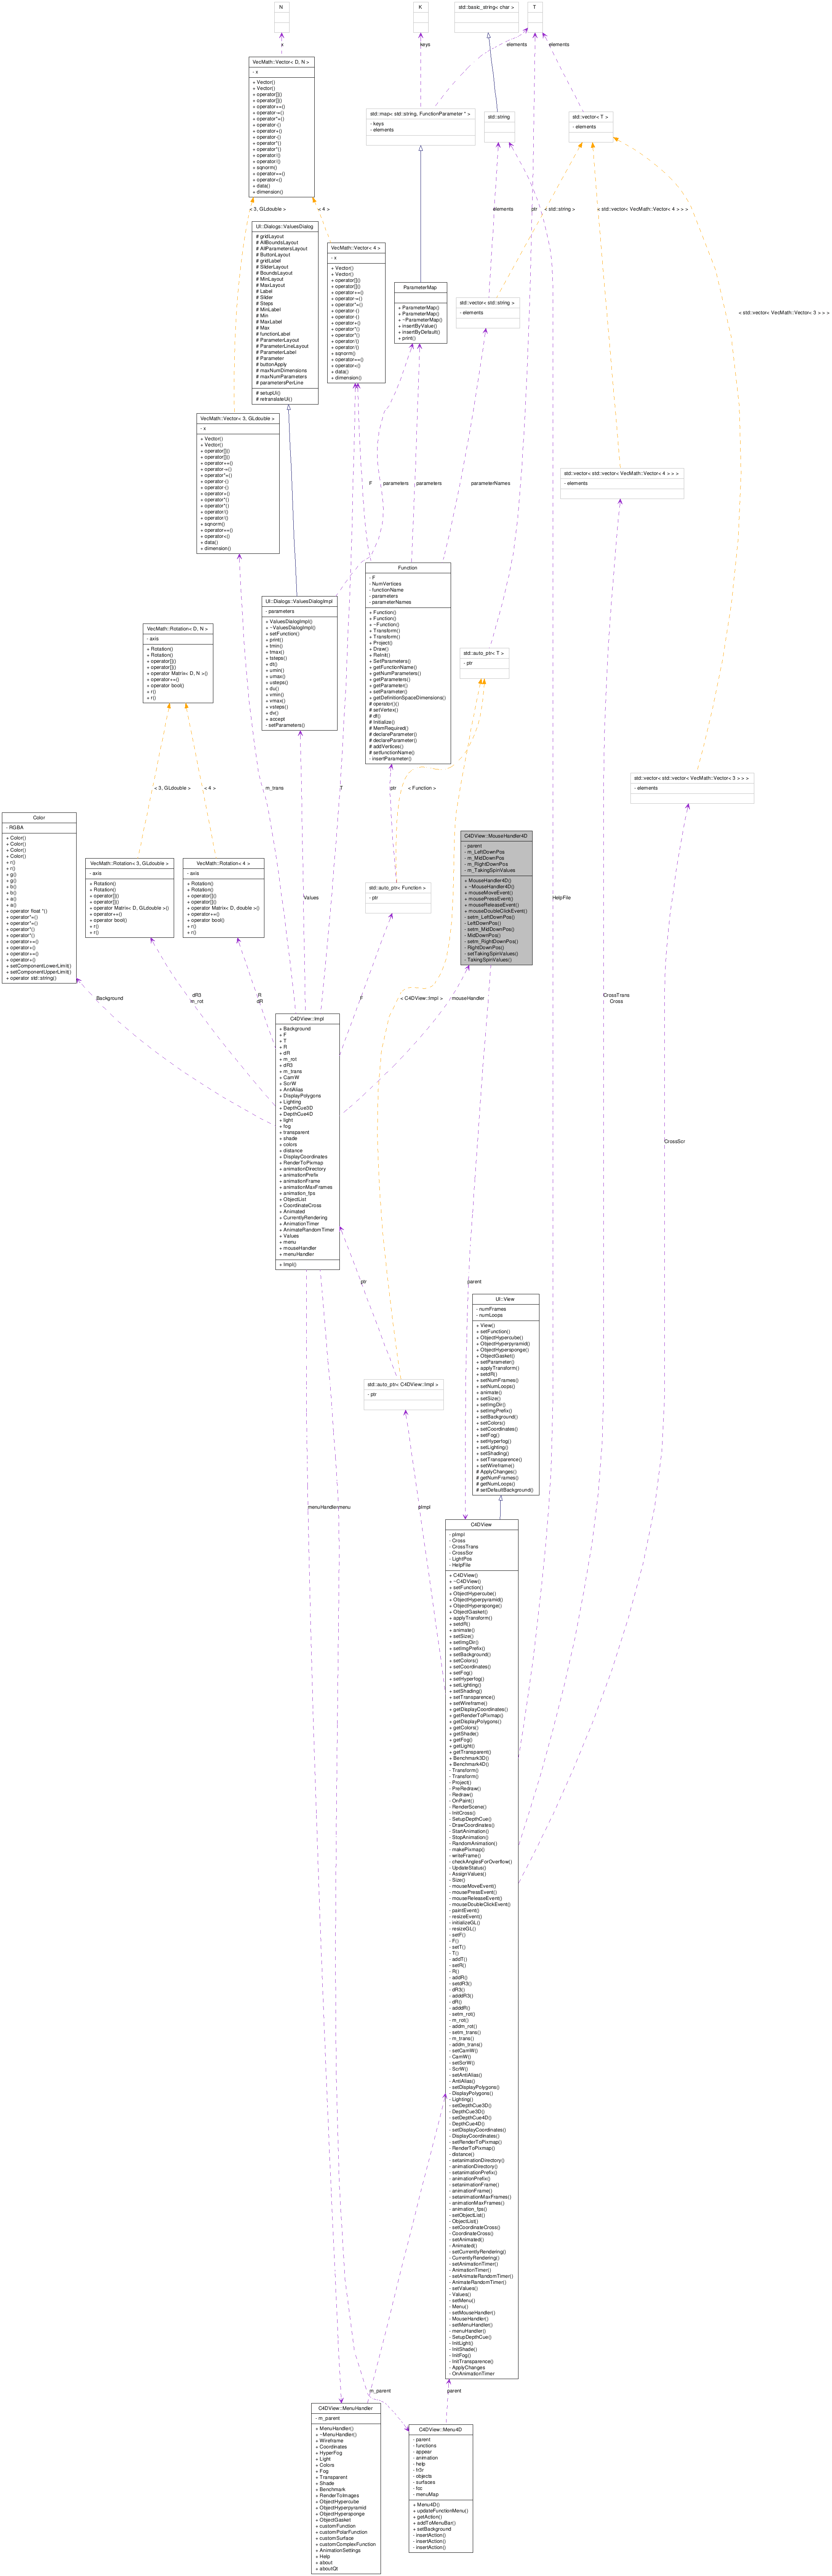 N
K
std::basic_string< char >
T
x
keys
elements
elements
VecMath::Vector< D, N >
- x
+ Vector()
+ Vector()
+ operator[]()
+ operator[]()
+ operator+=()
+ operator-=()
+ operator*=()
+ operator-()
+ operator+()
+ operator-()
+ operator*()
+ operator*()
+ operator/()
+ operator/()
+ sqnorm()
+ operator==()
+ operator<()
+ data()
+ dimension()
std::map< std::string, FunctionParameter * >
- keys
- elements
std::string
std::vector< T >
- elements
< 3, GLdouble >
< 4 >
elements
ptr
< std::string >
< std::vector< VecMath::Vector< 4 > > >
< std::vector< VecMath::Vector< 3 > > >
UI::Dialogs::ValuesDialog
# gridLayout
# AllBoundsLayout
# AllParametersLayout
# ButtonLayout
# gridLabel
# SliderLayout
# BoundsLayout
# MinLayout
# MaxLayout
# Label
# Slider
# Steps
# MinLabel
# Min
# MaxLabel
# Max
# functionLabel
# ParameterLayout
# ParameterLineLayout
# ParameterLabel
# Parameter
# buttonApply
# maxNumDimensions
# maxNumParameters
# parametersPerLine
# setupUi()
# retranslateUi()
VecMath::Vector< 4 >
- x
+ Vector()
+ Vector()
+ operator[]()
+ operator[]()
+ operator+=()
+ operator-=()
+ operator*=()
+ operator-()
+ operator-()
+ operator+()
+ operator*()
+ operator*()
+ operator/()
+ operator/()
+ sqnorm()
+ operator==()
+ operator<()
+ data()
+ dimension()
ParameterMap
+ ParameterMap()
+ ParameterMap()
+ ~ParameterMap()
+ insertByValue()
+ insertByDefault()
+ print()
std::vector< std::string >
- elements
VecMath::Vector< 3, GLdouble >
- x
+ Vector()
+ Vector()
+ operator[]()
+ operator[]()
+ operator+=()
+ operator-=()
+ operator*=()
+ operator-()
+ operator-()
+ operator+()
+ operator*()
+ operator*()
+ operator/()
+ operator/()
+ sqnorm()
+ operator==()
+ operator<()
+ data()
+ dimension()
F
parameters
parameters
parameterNames
std::vector< std::vector< VecMath::Vector< 4 > > >
- elements
Function
- F
- NumVertices
- functionName
- parameters
- parameterNames
+ Function()
+ Function()
+ ~Function()
+ Transform()
+ Transform()
+ Project()
+ Draw()
+ ReInit()
+ SetParameters()
+ getFunctionName()
+ getNumParameters()
+ getParameters()
+ getParameter()
+ setParameter()
+ getDefinitionSpaceDimensions()
# operator()()
# setVertex()
# df()
# Initialize()
# MemRequired()
# declareParameter()
# declareParameter()
# addVertices()
# setfunctionName()
- insertParameter()
UI::Dialogs::ValuesDialogImpl
- parameters
+ ValuesDialogImpl()
+ ~ValuesDialogImpl()
+ setFunction()
+ print()
+ tmin()
+ tmax()
+ tsteps()
+ dt()
+ umin()
+ umax()
+ usteps()
+ du()
+ vmin()
+ vmax()
+ vsteps()
+ dv()
+ accept
- setParameters()
VecMath::Rotation< D, N >
- axis
+ Rotation()
+ Rotation()
+ operator[]()
+ operator[]()
+ operator Matrix< D, N >()
+ operator+=()
+ operator bool()
+ r()
+ r()
std::auto_ptr< T >
- ptr
std::vector< std::vector< VecMath::Vector< 3 > > >
- elements
< 3, GLdouble >
< 4 >
m_trans
T
ptr
< Function >
Color
- RGBA
+ Color()
+ Color()
+ Color()
+ Color()
+ r()
+ r()
+ g()
+ g()
+ b()
+ b()
+ a()
+ a()
+ operator float *()
+ operator*=()
+ operator*=()
+ operator*()
+ operator*()
+ operator+=()
+ operator+()
+ operator+=()
+ operator+()
+ setComponentLowerLimit()
+ setComponentUpperLimit()
+ operator std::string()
VecMath::Rotation< 3, GLdouble >
- axis
+ Rotation()
+ Rotation()
+ operator[]()
+ operator[]()
+ operator Matrix< D, GLdouble >()
+ operator+=()
+ operator bool()
+ r()
+ r()
VecMath::Rotation< 4 >
- axis
+ Rotation()
+ Rotation()
+ operator[]()
+ operator[]()
+ operator Matrix< D, double >()
+ operator+=()
+ operator bool()
+ r()
+ r()
std::auto_ptr< Function >
- ptr
C4DView::MouseHandler4D
- parent
- m_LeftDownPos
- m_MidDownPos
- m_RightDownPos
- m_TakingSpinValues
+ MouseHandler4D()
+ ~MouseHandler4D()
+ mouseMoveEvent()
+ mousePressEvent()
+ mouseReleaseEvent()
+ mouseDoubleClickEvent()
- setm_LeftDownPos()
- LeftDownPos()
- setm_MidDownPos()
- MidDownPos()
- setm_RightDownPos()
- RightDownPos()
- setTakingSpinValues()
- TakingSpinValues()
Values
HelpFile
Background
dR3
m_rot
R
dR
F
< C4DView::Impl >
mouseHandler
CrossTrans
Cross
C4DView::Impl
+ Background
+ F
+ T
+ R
+ dR
+ m_rot
+ dR3
+ m_trans
+ CamW
+ ScrW
+ AntiAlias
+ DisplayPolygons
+ Lighting
+ DepthCue3D
+ DepthCue4D
+ light
+ fog
+ transparent
+ shade
+ colors
+ distance
+ DisplayCoordinates
+ RenderToPixmap
+ animationDirectory
+ animationPrefix
+ animationFrame
+ animationMaxFrames
+ animation_fps
+ ObjectList
+ CoordinateCross
+ Animated
+ CurrentlyRendering
+ AnimationTimer
+ AnimateRandomTimer
+ Values
+ menu
+ mouseHandler
+ menuHandler
+ Impl()
CrossScr
ptr
parent
UI::View
- numFrames
- numLoops
+ View()
+ setFunction()
+ ObjectHypercube()
+ ObjectHyperpyramid()
+ ObjectHypersponge()
+ ObjectGasket()
+ setParameter()
+ applyTransform()
+ setdR()
+ setNumFrames()
+ setNumLoops()
+ animate()
+ setSize()
+ setImgDir()
+ setImgPrefix()
+ setBackground()
+ setColors()
+ setCoordinates()
+ setFog()
+ setHyperfog()
+ setLighting()
+ setShading()
+ setTransparence()
+ setWireframe()
# ApplyChanges()
# getNumFrames()
# getNumLoops()
# setDefaultBackground()
std::auto_ptr< C4DView::Impl >
- ptr
menuHandler
menu
pImpl
C4DView
- pImpl
- Cross
- CrossTrans
- CrossScr
- LightPos
- HelpFile
+ C4DView()
+ ~C4DView()
+ setFunction()
+ ObjectHypercube()
+ ObjectHyperpyramid()
+ ObjectHypersponge()
+ ObjectGasket()
+ applyTransform()
+ setdR()
+ animate()
+ setSize()
+ setImgDir()
+ setImgPrefix()
+ setBackground()
+ setColors()
+ setCoordinates()
+ setFog()
+ setHyperfog()
+ setLighting()
+ setShading()
+ setTransparence()
+ setWireframe()
+ getDisplayCoordinates()
+ getRenderToPixmap()
+ getDisplayPolygons()
+ getColors()
+ getShade()
+ getFog()
+ getLight()
+ getTransparent()
+ Benchmark3D()
+ Benchmark4D()
- Transform()
- Transform()
- Project()
- PreRedraw()
- Redraw()
- OnPaint()
- RenderScene()
- InitCross()
- SetupDepthCue()
- DrawCoordinates()
- StartAnimation()
- StopAnimation()
- RandomAnimation()
- makePixmap()
- writeFrame()
- checkAnglesForOverflow()
- UpdateStatus()
- AssignValues()
- Size()
- mouseMoveEvent()
- mousePressEvent()
- mouseReleaseEvent()
- mouseDoubleClickEvent()
- paintEvent()
- resizeEvent()
- initializeGL()
- resizeGL()
- setF()
- F()
- setT()
- T()
- addT()
- setR()
- R()
- addR()
- setdR3()
- dR3()
- adddR3()
- dR()
- adddR()
- setm_rot()
- m_rot()
- addm_rot()
- setm_trans()
- m_trans()
- addm_trans()
- setCamW()
- CamW()
- setScrW()
- ScrW()
- setAntiAlias()
- AntiAlias()
- setDisplayPolygons()
- DisplayPolygons()
- Lighting()
- setDepthCue3D()
- DepthCue3D()
- setDepthCue4D()
- DepthCue4D()
- setDisplayCoordinates()
- DisplayCoordinates()
- setRenderToPixmap()
- RenderToPixmap()
- distance()
- setanimationDirectory()
- animationDirectory()
- setanimationPrefix()
- animationPrefix()
- setanimationFrame()
- animationFrame()
- setanimationMaxFrames()
- animationMaxFrames()
- animation_fps()
- setObjectList()
- ObjectList()
- setCoordinateCross()
- CoordinateCross()
- setAnimated()
- Animated()
- setCurrentlyRendering()
- CurrentlyRendering()
- setAnimationTimer()
- AnimationTimer()
- setAnimateRandomTimer()
- AnimateRandomTimer()
- setValues()
- Values()
- setMenu()
- Menu()
- setMouseHandler()
- MouseHandler()
- setMenuHandler()
- menuHandler()
- SetupDepthCue()
- InitLight()
- InitShade()
- InitFog()
- InitTransparence()
- ApplyChanges
- OnAnimationTimer
m_parent
parent
C4DView::MenuHandler
- m_parent
+ MenuHandler()
+ ~MenuHandler()
+ Wireframe
+ Coordinates
+ HyperFog
+ Light
+ Colors
+ Fog
+ Transparent
+ Shade
+ Benchmark
+ RenderToImages
+ ObjectHypercube
+ ObjectHyperpyramid
+ ObjectHypersponge
+ ObjectGasket
+ customFunction
+ customPolarFunction
+ customSurface
+ customComplexFunction
+ AnimationSettings
+ Help
+ about
+ aboutQt
C4DView::Menu4D
- parent
- functions
- appear
- animation
- help
- fr3r
- objects
- surfaces
- fcc
- menuMap
+ Menu4D()
+ updateFunctionMenu()
+ getAction()
+ addToMenuBar()
+ setBackground
- insertAction()
- insertAction()
- insertAction()